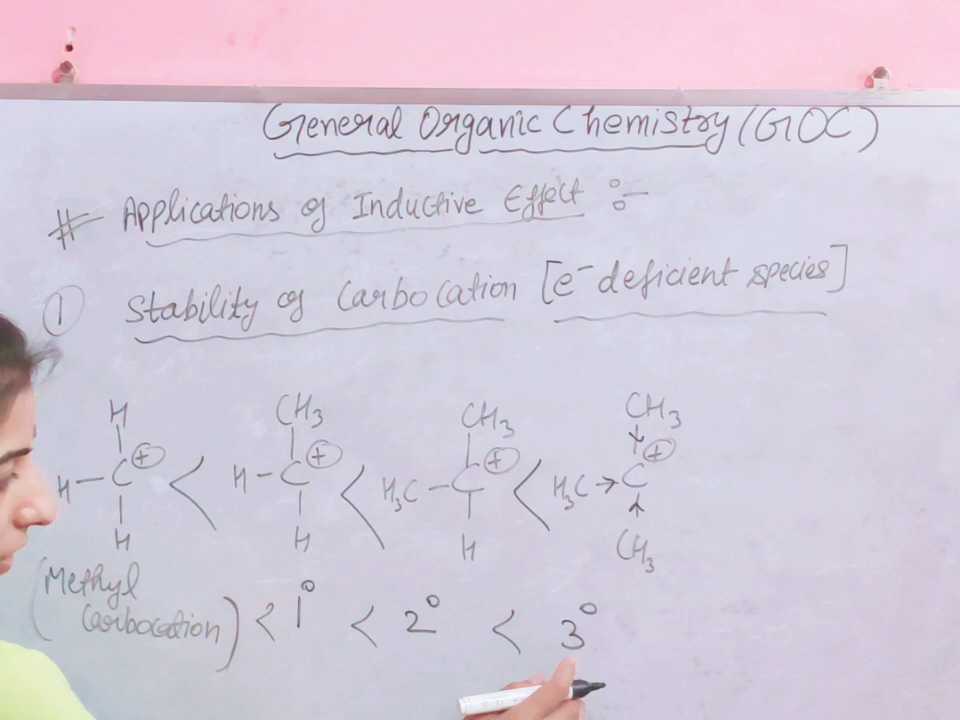 General Organic Chemistry (GOC)
# Applications of Inductive Effect :-
① Stability of Carbocation [e⁻ deficient species]
H CH₃ CH₃ CH₃
H-C⊕ < H-C⊕ < H₃C-C⊕ < H₃C→C⊕
H H H CH₃
(Methyl
Carbocation) < 1° < 2° < 3°